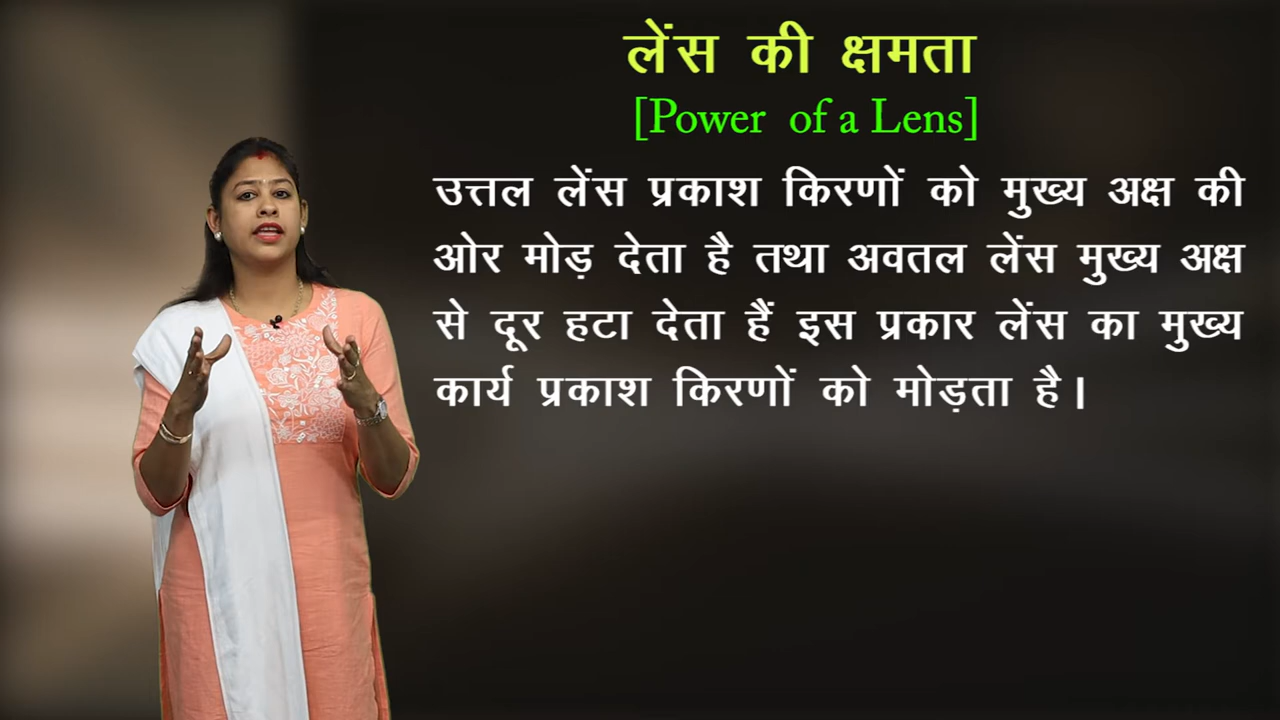 लेंस की क्षमता
[Power of a Lens]
उत्तल लेंस प्रकाश किरणों को मुख्य अक्ष की
ओर मोड़ देता है तथा अवतल लेंस मुख्य अक्ष
से दूर हटा देता हैं इस प्रकार लेंस का मुख्य
कार्य प्रकाश किरणों को मोड़ता है।